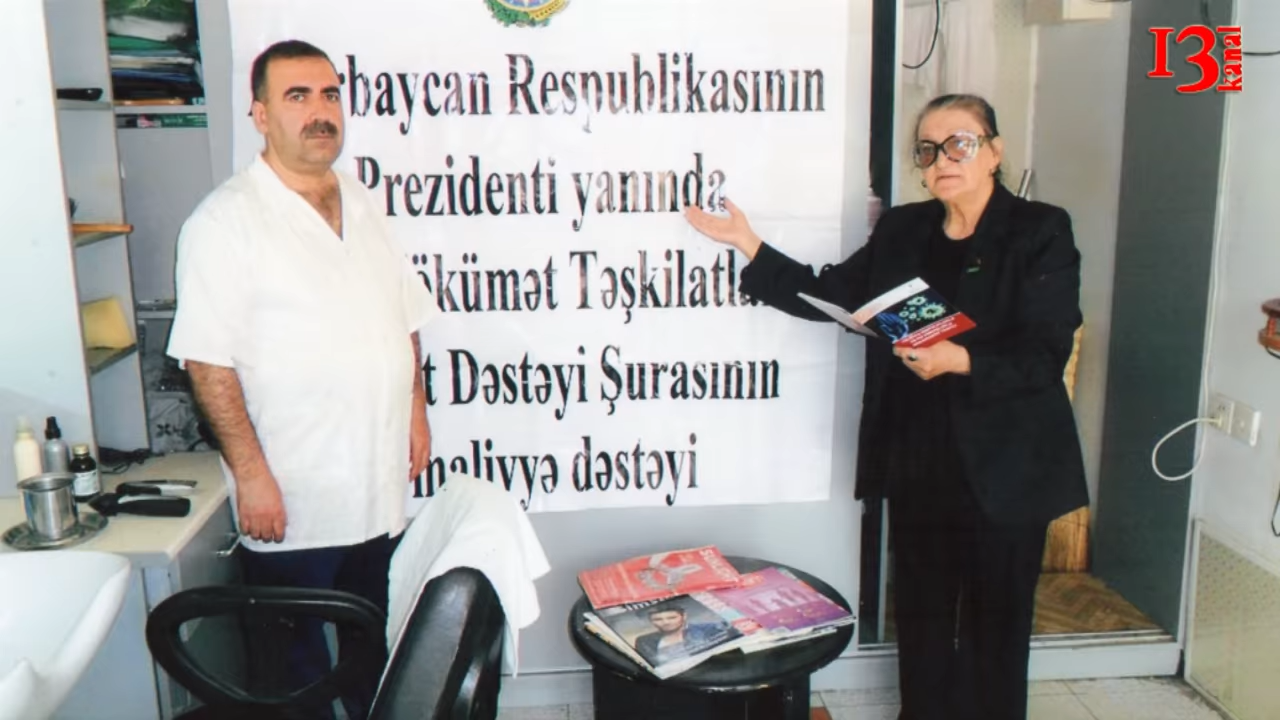 13 kanal
rbaycan Respublikasının
Prezidenti yanında
ökümət Təşkilatla
t Dəstəyi Şurasının
maliyyə dəstəyi